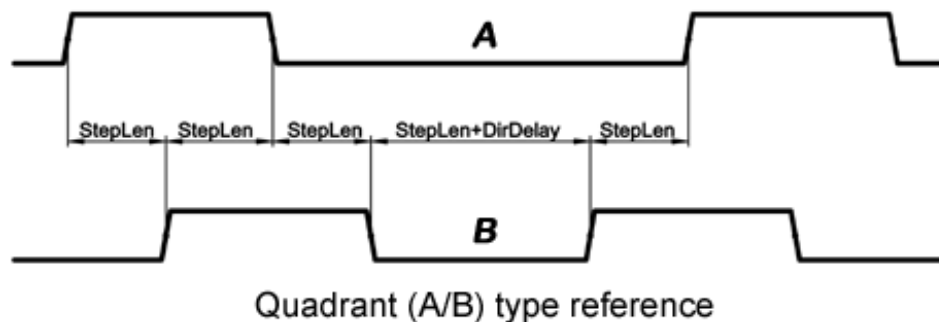 A
StepLen StepLen StepLen StepLen+DirDelay StepLen
B
Quadrant (A/B) type reference